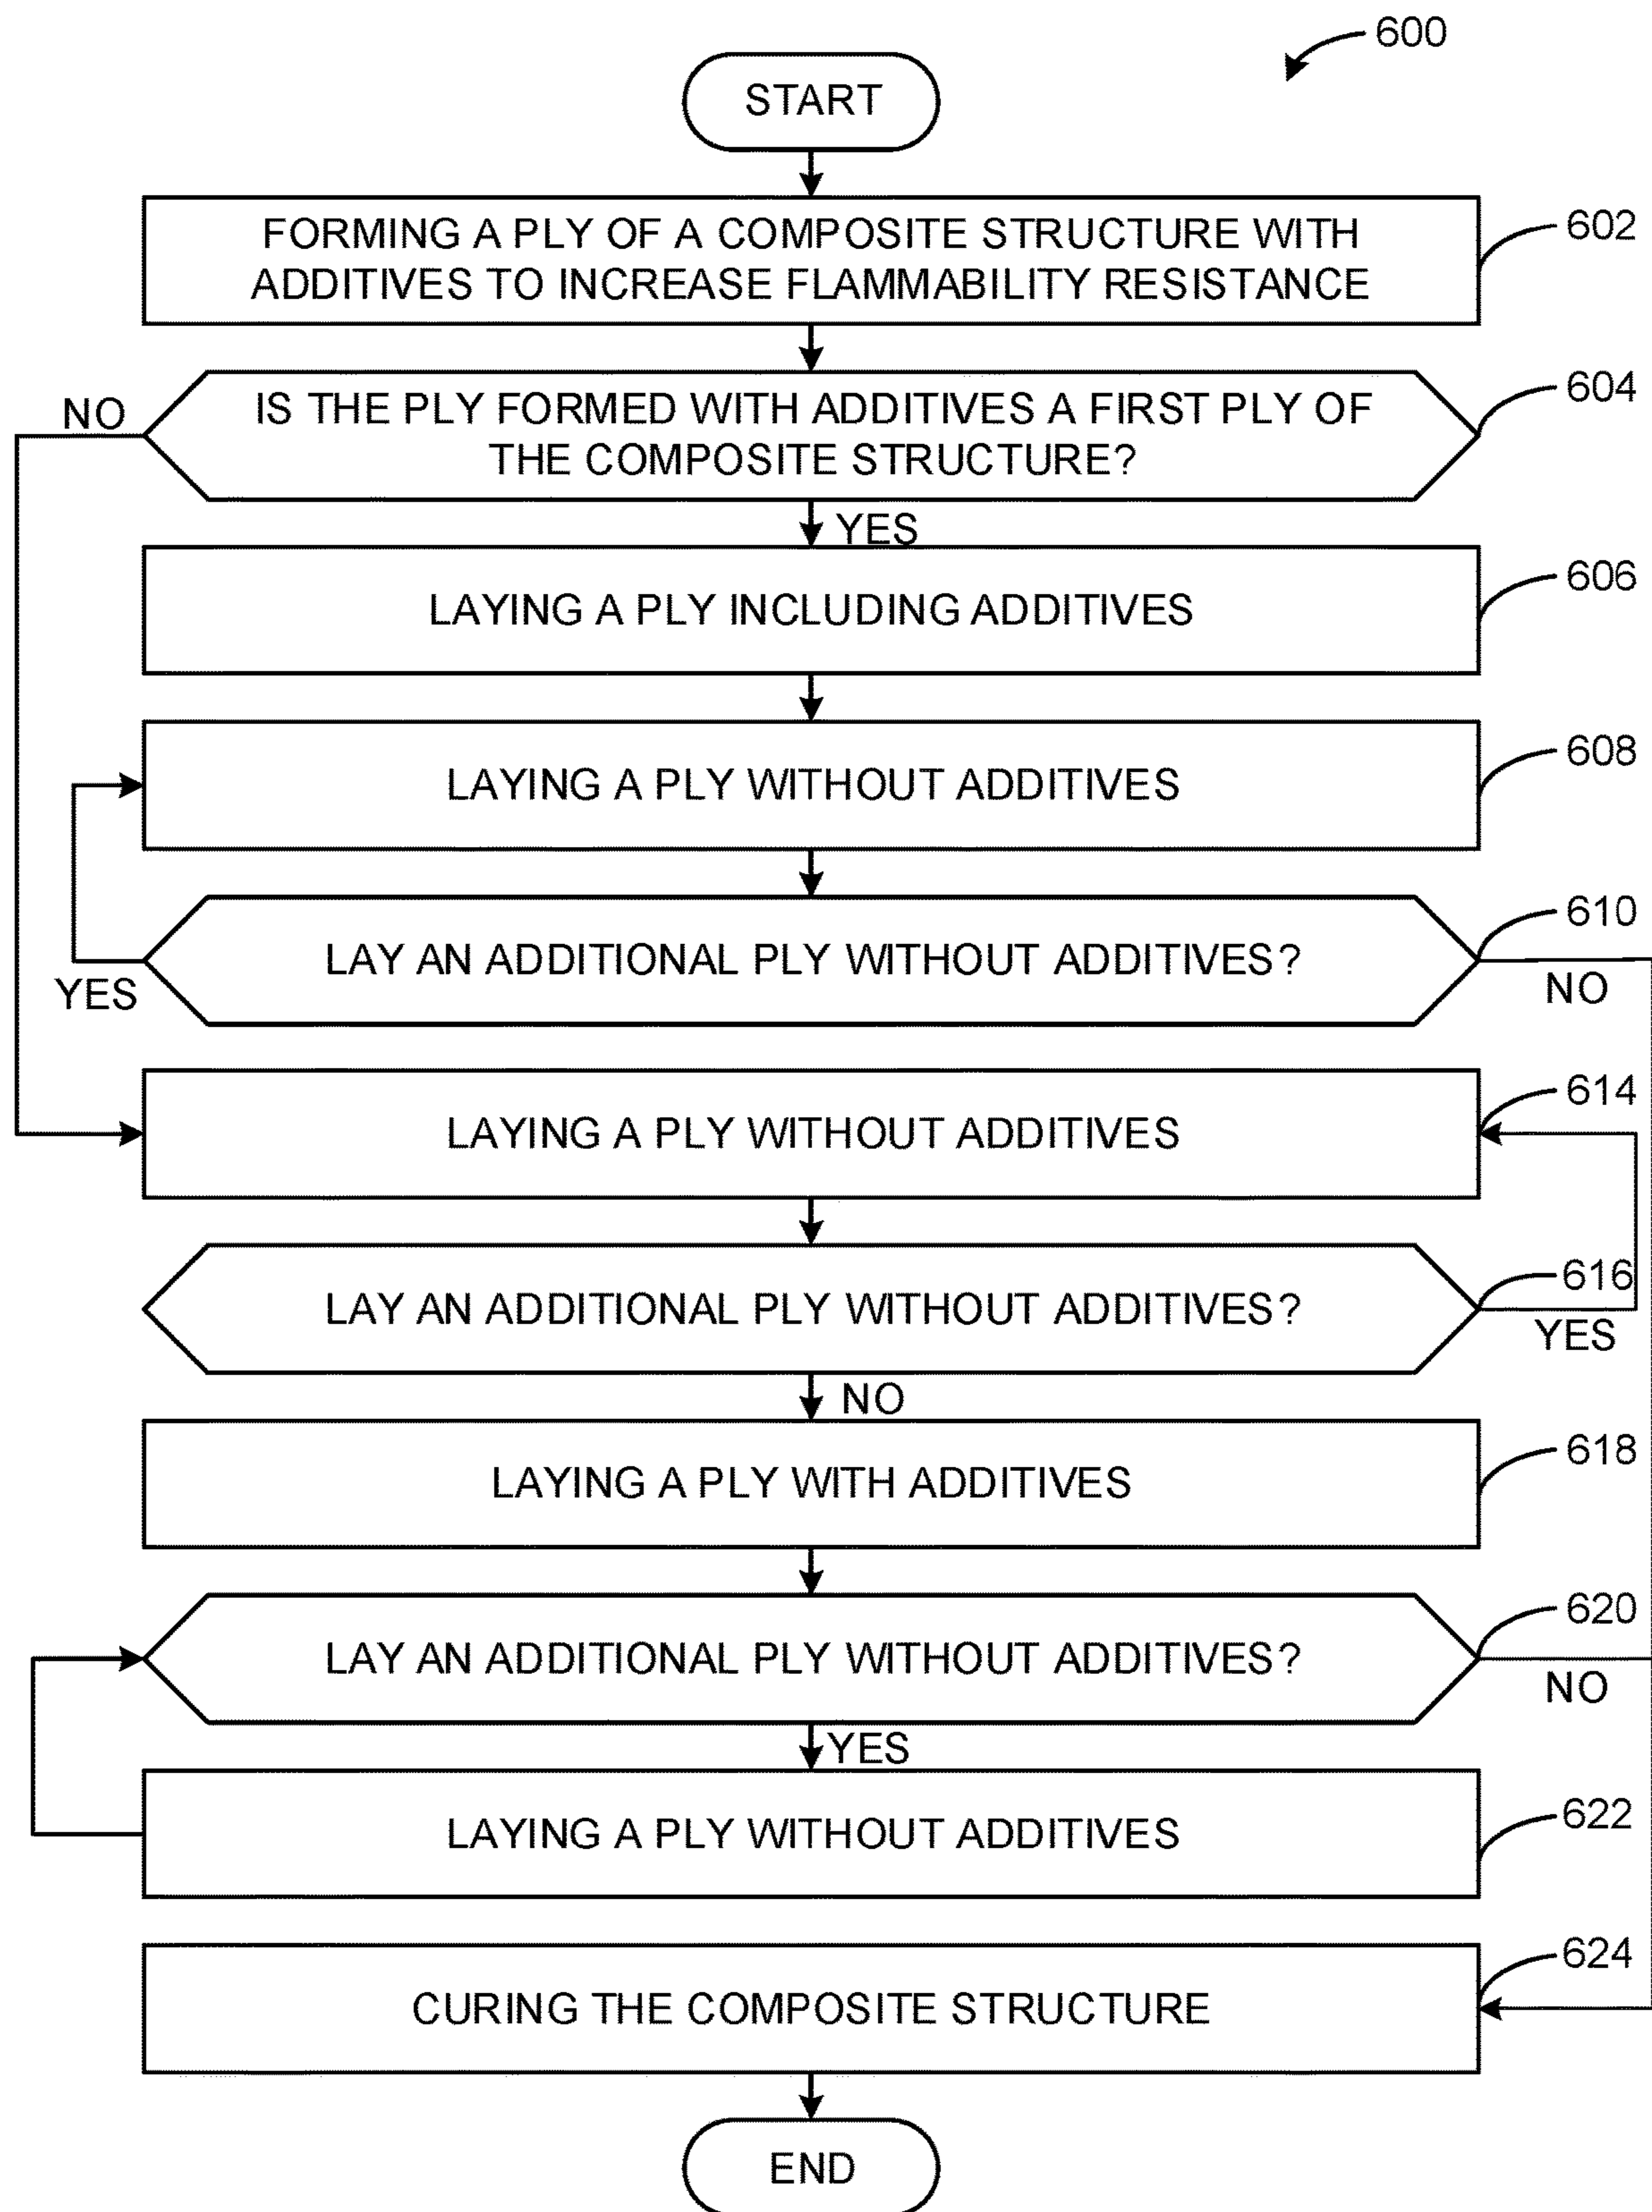 600
START
FORMING A PLY OF A COMPOSITE STRUCTURE WITH
ADDITIVES TO INCREASE FLAMMABILITY RESISTANCE
602
IS THE PLY FORMED WITH ADDITIVES A FIRST PLY OF
THE COMPOSITE STRUCTURE?
604
NO
YES
LAYING A PLY INCLUDING ADDITIVES
606
LAYING A PLY WITHOUT ADDITIVES
608
LAY AN ADDITIONAL PLY WITHOUT ADDITIVES?
610
YES
NO
LAYING A PLY WITHOUT ADDITIVES
614
LAY AN ADDITIONAL PLY WITHOUT ADDITIVES?
616
YES
NO
LAYING A PLY WITH ADDITIVES
618
LAY AN ADDITIONAL PLY WITHOUT ADDITIVES?
620
NO
YES
LAYING A PLY WITHOUT ADDITIVES
622
CURING THE COMPOSITE STRUCTURE
624
END